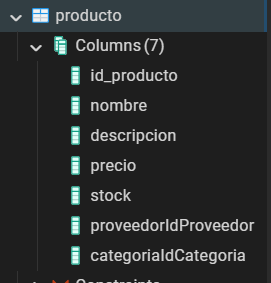 producto
Columns (7)
id_producto
nombre
descripcion
precio
stock
proveedorIdProveedor
categoriaIdCategoria